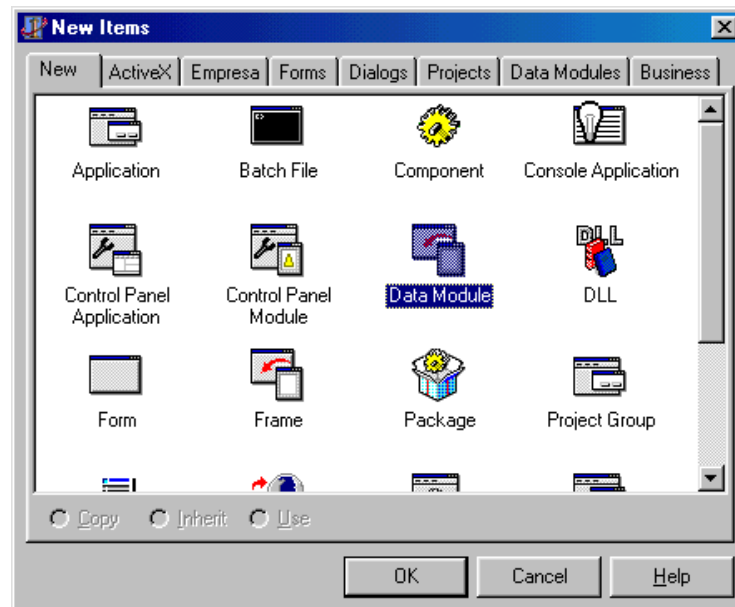 New Items
New ActiveX Empresa Forms Dialogs Projects Data Modules Business
Application Batch File Component Console Application
DLL
Control Panel Application Control Panel Module Data Module DLL
Form Frame Package Project Group
Copy Inherit Use
OK Cancel Help